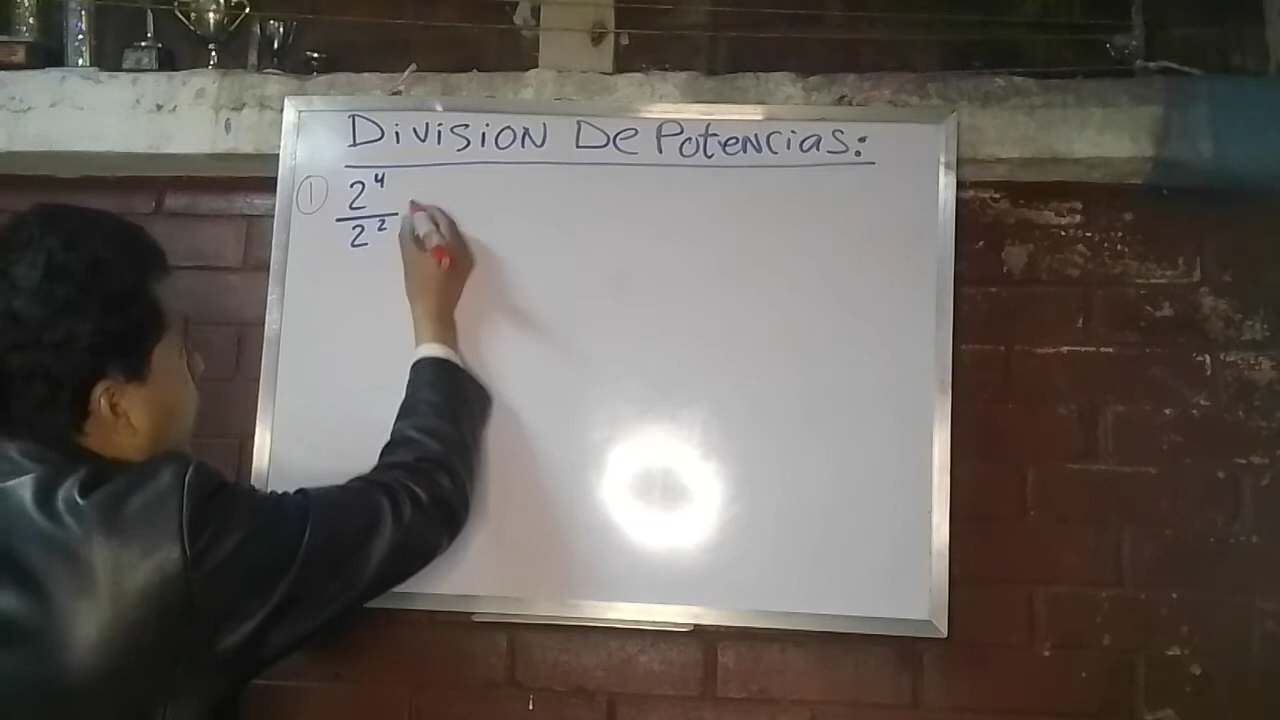 DiViSiON De Potencias:
① 2⁴
2²